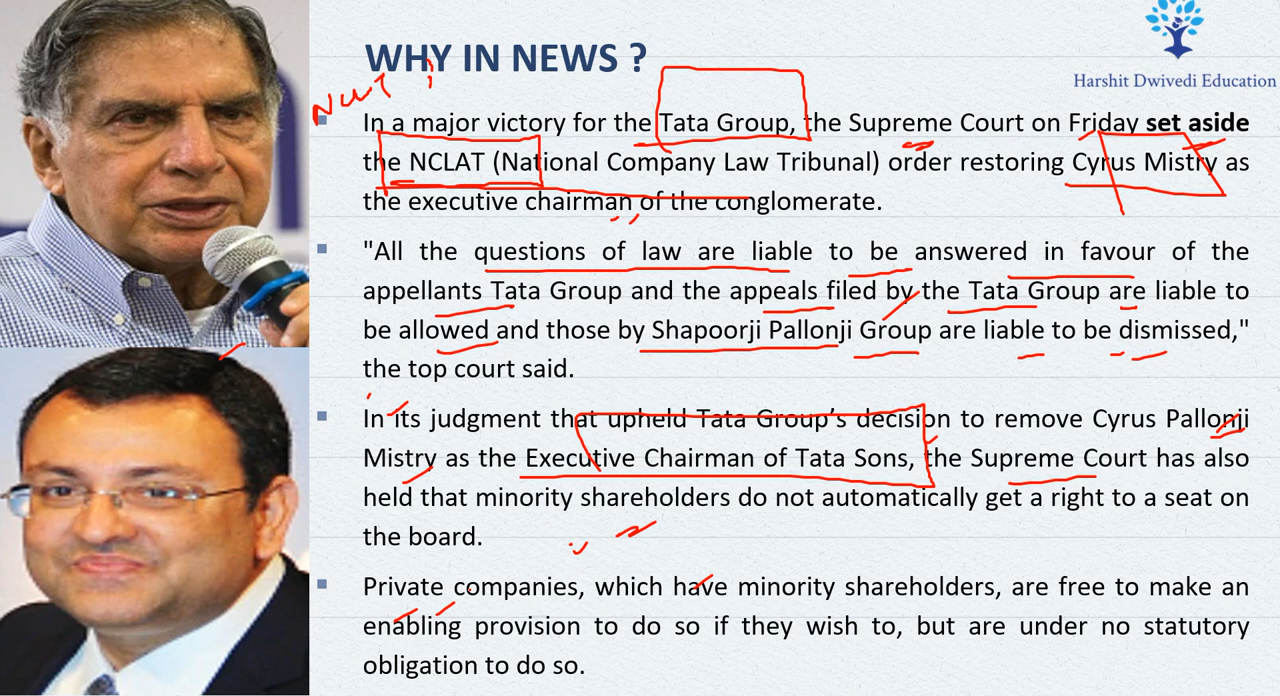 WHY IN NEWS ?
Harshit Dwivedi Education
In a major victory for the Tata Group, the Supreme Court on Friday set aside
the NCLAT (National Company Law Tribunal) order restoring Cyrus Mistry as
the executive chairman of the conglomerate.
"All the questions of law are liable to be answered in favour of the
appellants Tata Group and the appeals filed by the Tata Group are liable to
be allowed and those by Shapoorji Pallonji Group are liable to be dismissed,"
the top court said.
In its judgment that upheld Tata Group’s decision to remove Cyrus Pallonji
Mistry as the Executive Chairman of Tata Sons, the Supreme Court has also
held that minority shareholders do not automatically get a right to a seat on
the board.
Private companies, which have minority shareholders, are free to make an
enabling provision to do so if they wish to, but are under no statutory
obligation to do so.